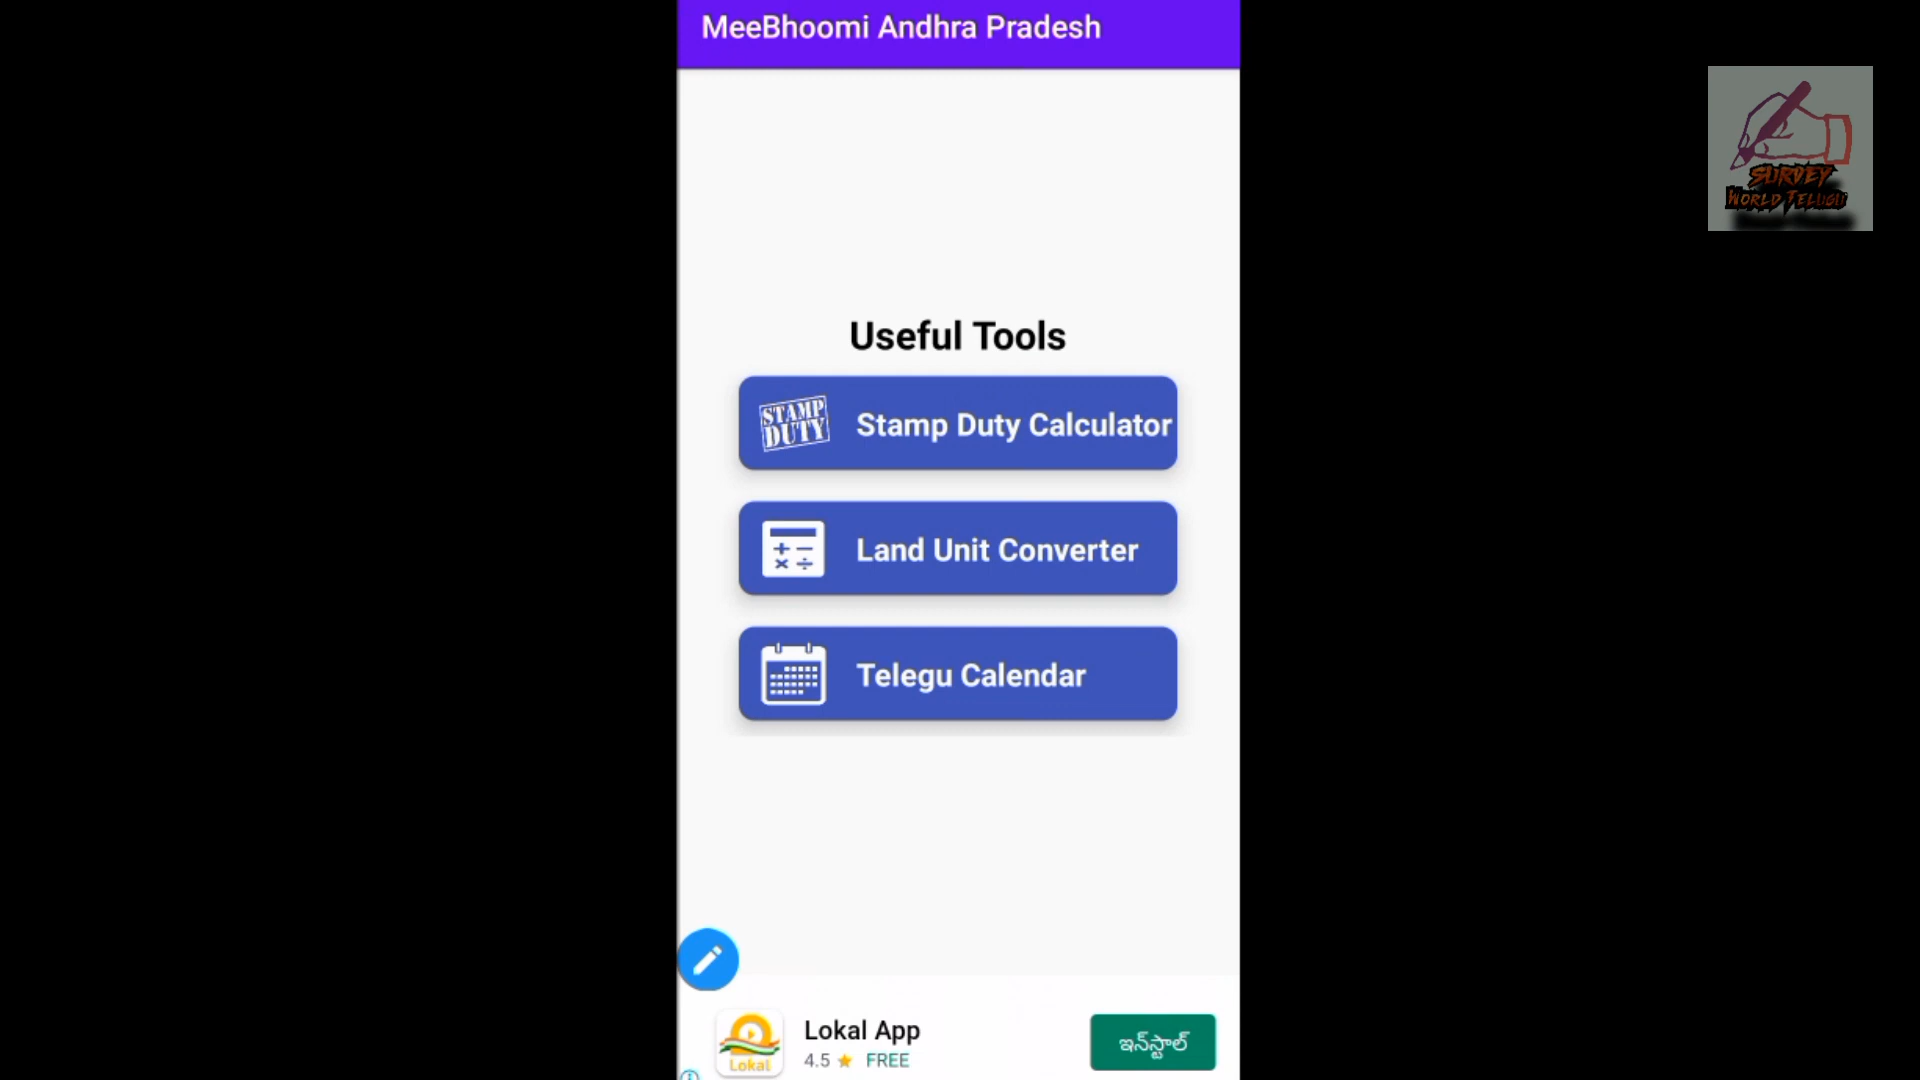 MeeBhoomi Andhra Pradesh
SURVEY
WORLD TELUGU
Useful Tools
STAMP
DUTY
Stamp Duty Calculator
Land Unit Converter
Telegu Calendar
Lokal App
4.5 ★ FREE
Lokal
ఇన్‌స్టాల్